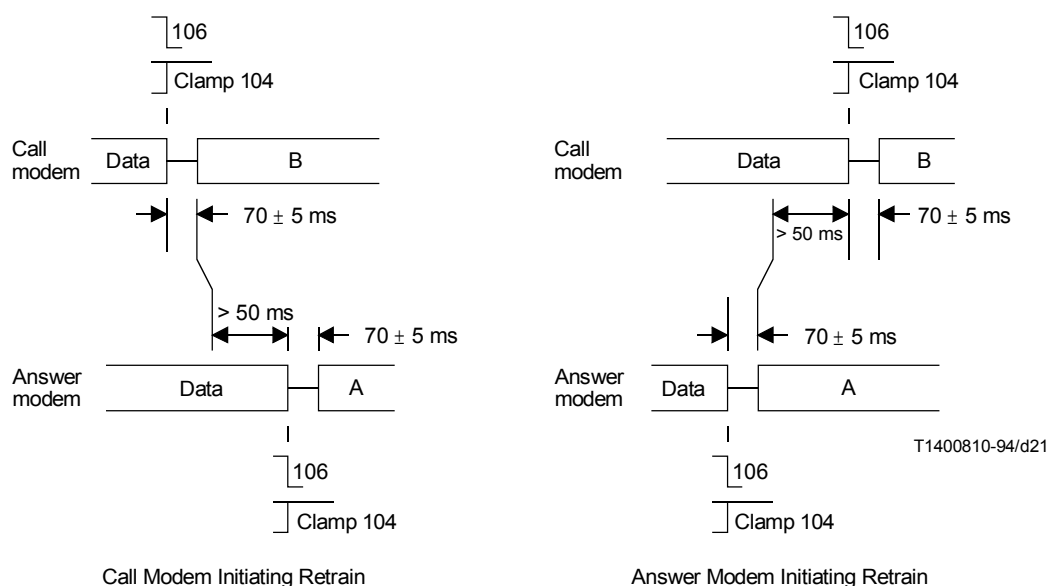 106
Clamp 104
Call
modem
Data
B
70 ± 5 ms
> 50 ms
70 ± 5 ms
Answer
modem
Data
A
106
Clamp 104
Call Modem Initiating Retrain
106
Clamp 104
Call
modem
Data
B
> 50 ms
70 ± 5 ms
70 ± 5 ms
Answer
modem
Data
A
T1400810-94/d21
106
Clamp 104
Answer Modem Initiating Retrain